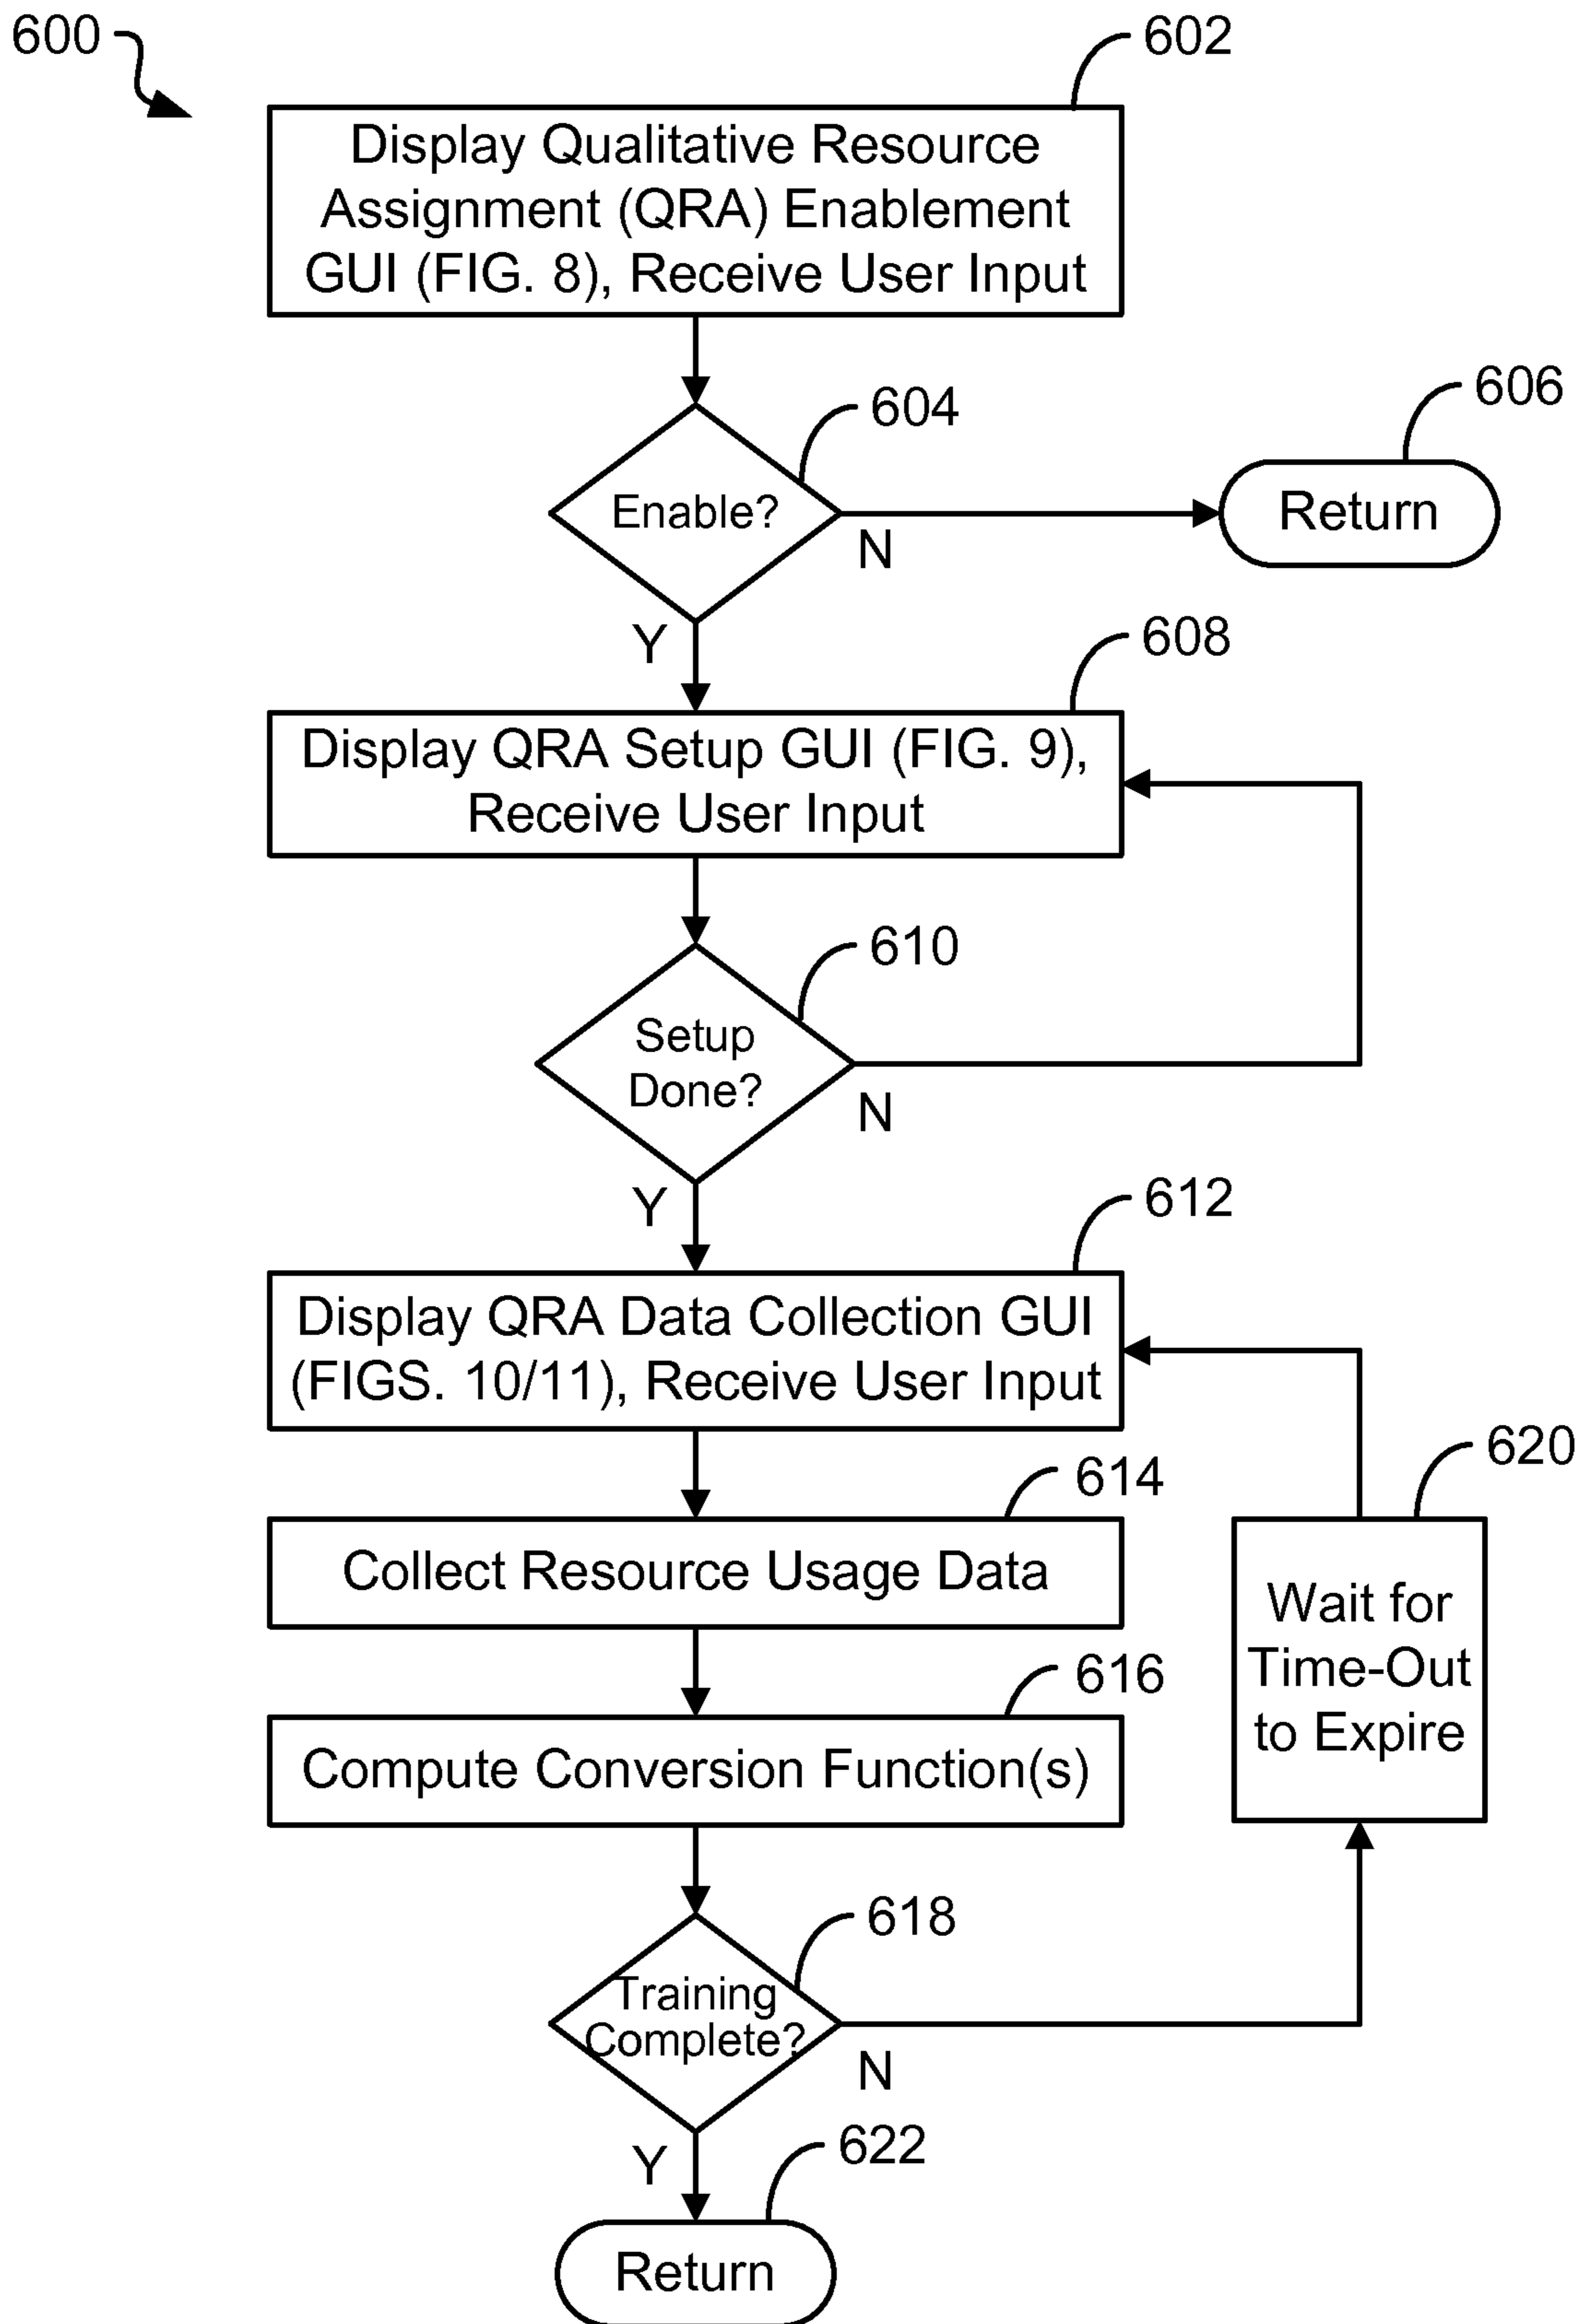 600
602
Display Qualitative Resource
Assignment (QRA) Enablement
GUI (FIG. 8), Receive User Input
604
606
Enable?
Return
N
Y
608
Display QRA Setup GUI (FIG. 9),
Receive User Input
610
Setup
Done?
N
Y
612
Display QRA Data Collection GUI
(FIGS. 10/11), Receive User Input
620
614
Collect Resource Usage Data
Wait for
Time-Out
to Expire
616
Compute Conversion Function(s)
618
Training
Complete?
N
Y
622
Return